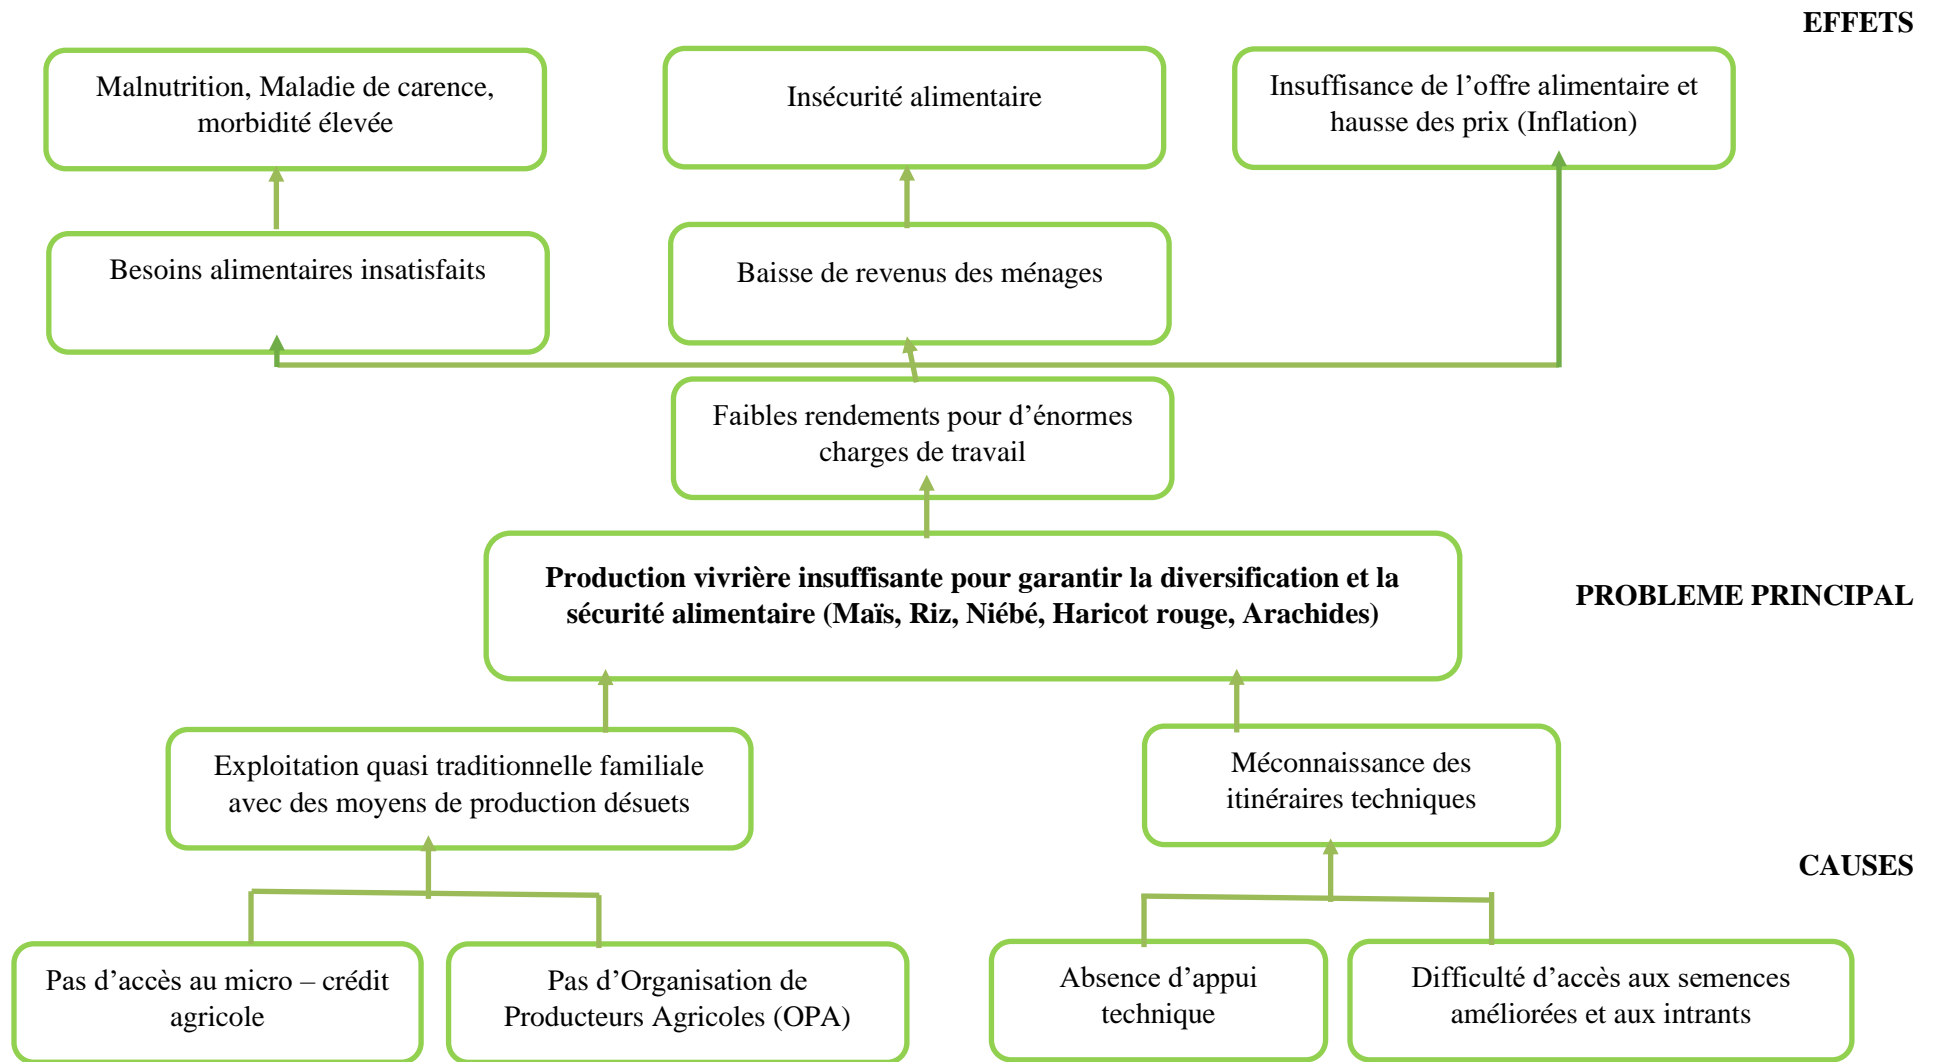 EFFETS
Malnutrition, Maladie de carence,
morbidité élevée
Insécurité alimentaire
Insuffisance de l’offre alimentaire et
hausse des prix (Inflation)
Besoins alimentaires insatisfaits
Baisse de revenus des ménages
Faibles rendements pour d’énormes
charges de travail
Production vivrière insuffisante pour garantir la diversification et la
sécurité alimentaire (Maïs, Riz, Niébé, Haricot rouge, Arachides)
PROBLEME PRINCIPAL
Exploitation quasi traditionnelle familiale
avec des moyens de production désuets
Méconnaissance des
itinéraires techniques
CAUSES
Pas d’accès au micro – crédit
agricole
Pas d’Organisation de
Producteurs Agricoles (OPA)
Absence d’appui
technique
Difficulté d’accès aux semences
améliorées et aux intrants